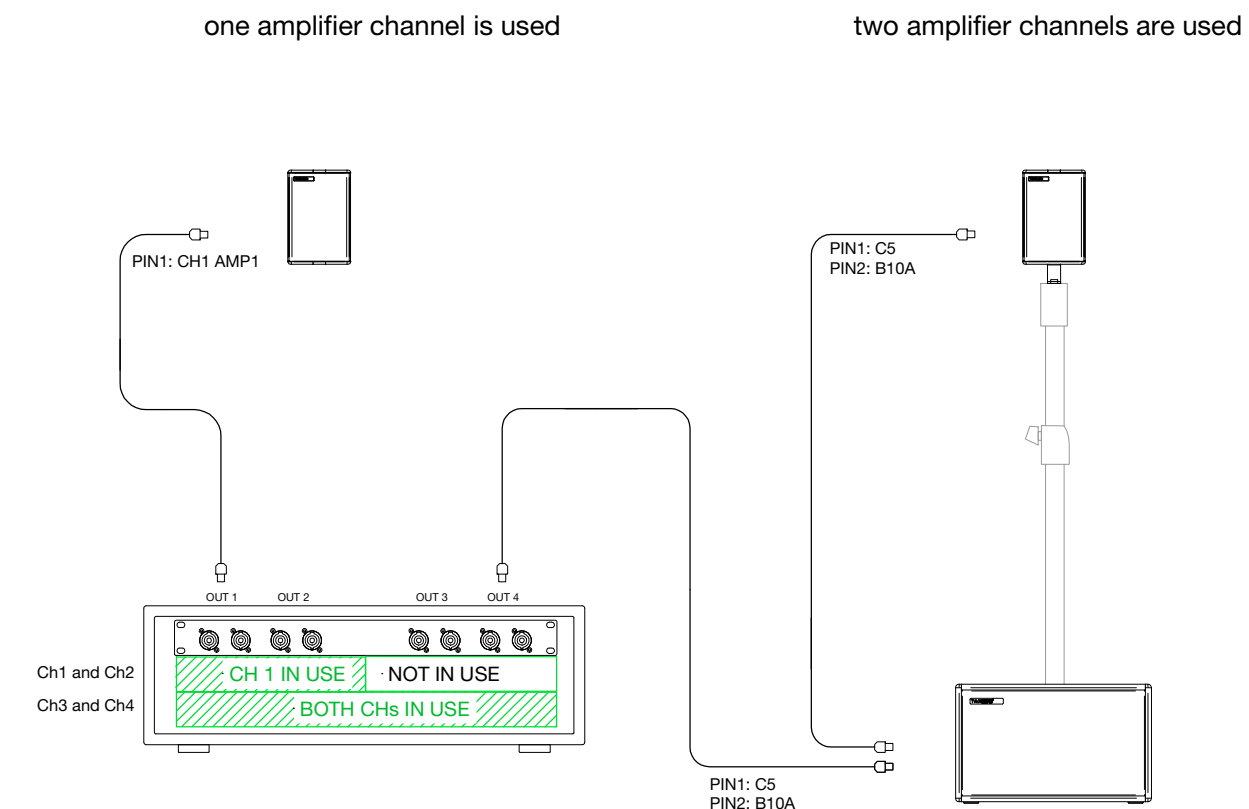 one amplifier channel is used
two amplifier channels are used
PIN1: CH1 AMP1
PIN1: C5
PIN2: B10A
OUT 1
OUT 2
OUT 3
OUT 4
Ch1 and Ch2
CH 1 IN USE
NOT IN USE
Ch3 and Ch4
BOTH CHs IN USE
PIN1: C5
PIN2: B10A